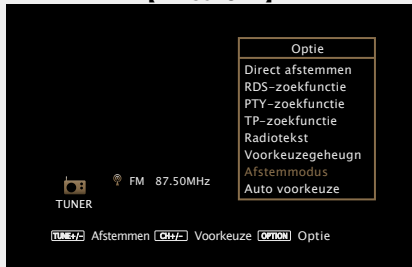 Optie
Direct afstemmen
RDS-zoekfunctie
PTY-zoekfunctie
TP-zoekfunctie
Radiotekst
Voorkeuzegeheugn
Afstemmodus
Auto voorkeuze
FM 87.50MHz
TUNER
TUNE+/- Afstemmen CH+/- Voorkeuze OPTION Optie